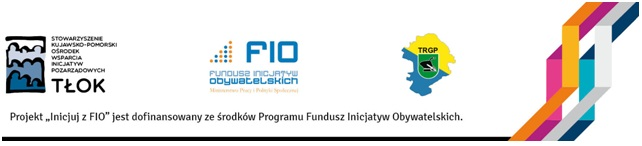 STOWARZYSZENIE
KUJAWSKO-POMORSKI
OŚRODEK
WSPARCIA
INICJATYW
POZARZĄDOWYCH
TŁOK
FIO
FUNDUSZ INICJATYW
OBYWATELSKICH
Ministerstwo Pracy i Polityki Społecznej
TRGP
Projekt „Inicjuj z FIO” jest dofinansowany ze środków Programu Fundusz Inicjatyw Obywatelskich.